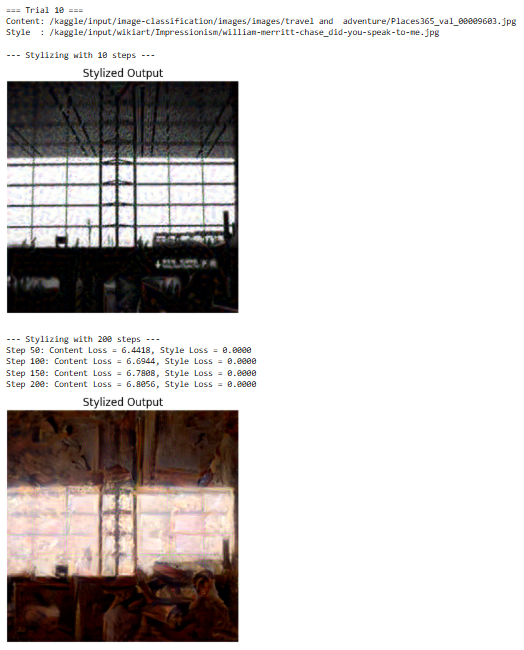 === Trial 10 ===
Content: /kaggle/input/image-classification/images/images/travel and  adventure/Places365_val_00009603.jpg
Style  : /kaggle/input/wikiart/Impressionism/william-merritt-chase_did-you-speak-to-me.jpg
--- Stylizing with 10 steps ---
Stylized Output
--- Stylizing with 200 steps ---
Step 50: Content Loss = 6.4418, Style Loss = 0.0000
Step 100: Content Loss = 6.6944, Style Loss = 0.0000
Step 150: Content Loss = 6.7808, Style Loss = 0.0000
Step 200: Content Loss = 6.8056, Style Loss = 0.0000
Stylized Output